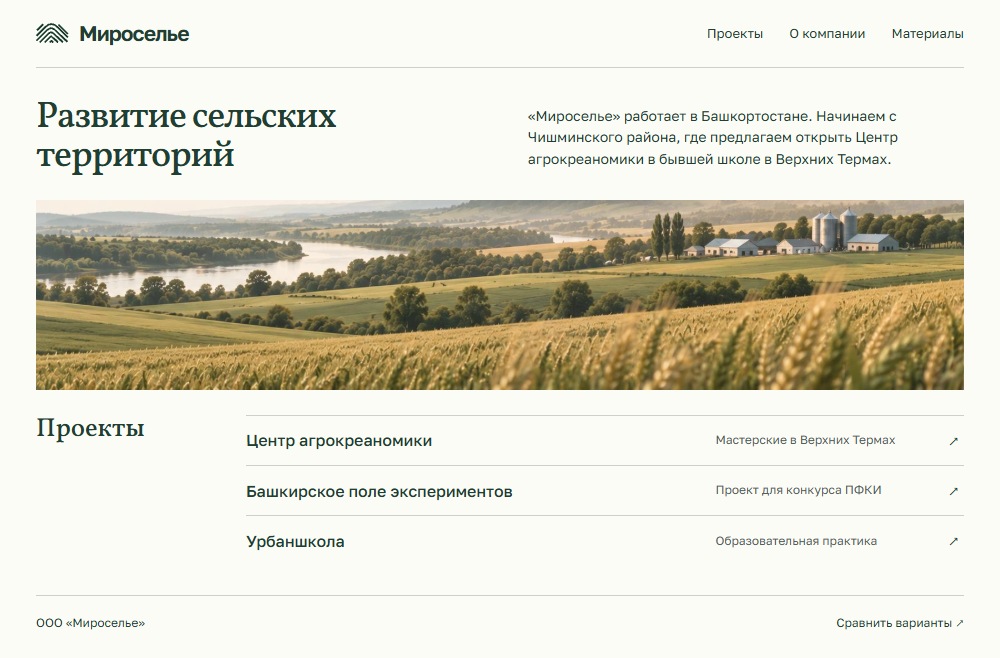 Мироселье
Проекты О компании Материалы
Развитие сельских
территорий
«Мироселье» работает в Башкортостане. Начинаем с
Чишминского района, где предлагаем открыть Центр
агрокреаномики в бывшей школе в Верхних Термах.
Проекты
Центр агрокреаномики Мастерские в Верхних Термах ↗
Башкирское поле экспериментов Проект для конкурса ПФКИ ↗
Урбаншкола Образовательная практика ↗
ООО «Мироселье» Сравнить варианты ↗